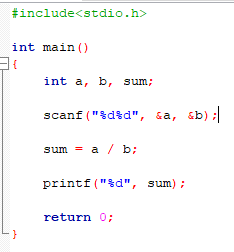 #include<stdio.h>
int main()
{
int a, b, sum;
scanf("%d%d", &a, &b);
sum = a / b;
printf("%d", sum);
return 0;
}